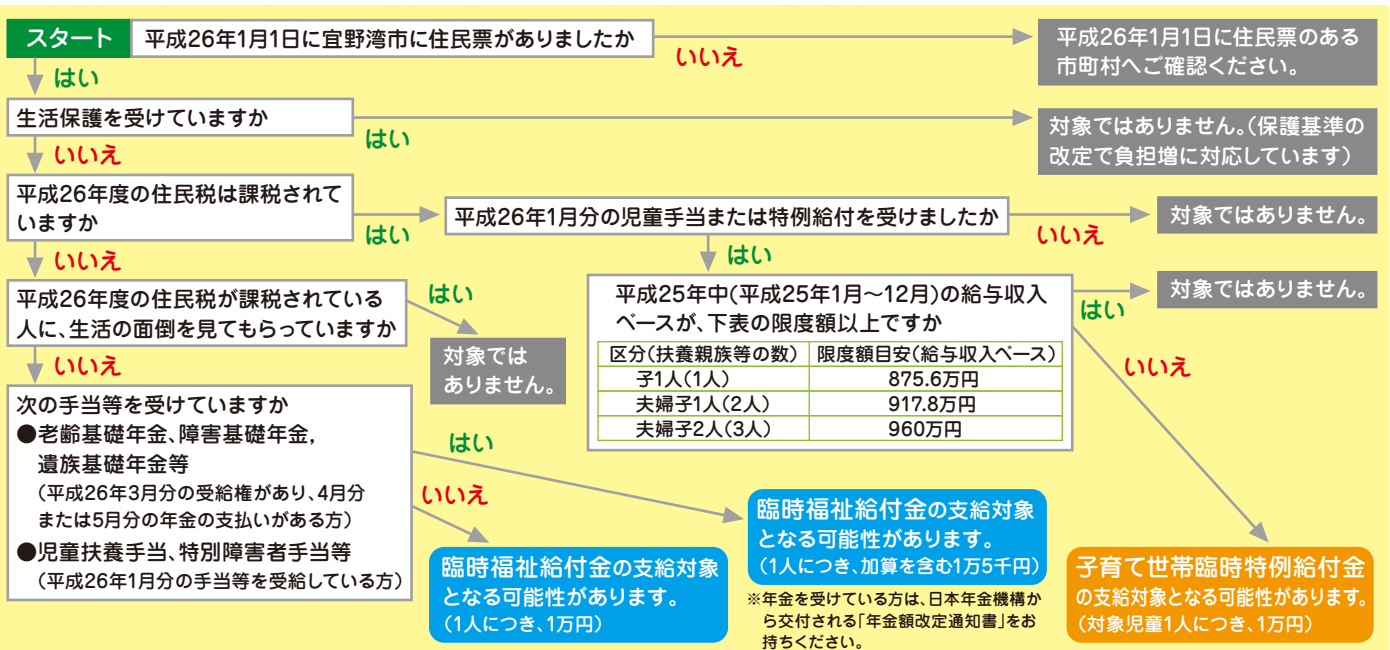 スタート
平成26年1月1日に宜野湾市に住民票がありましたか
いいえ
平成26年1月1日に住民票のある
市町村へご確認ください。
はい
生活保護を受けていますか
はい
対象ではありません。(保護基準の
改定で負担増に対応しています)
いいえ
平成26年度の住民税は課税されて
いますか
はい
平成26年1月分の児童手当または特例給付を受けましたか
いいえ
対象ではありません。
いいえ
はい
平成26年度の住民税が課税されている
人に、生活の面倒を見てもらっていますか
はい
対象では
ありません。
平成25年中(平成25年1月〜12月)の給与収入
ベースが、下表の限度額以上ですか
区分(扶養親族等の数) 限度額目安(給与収入ベース)
子1人(1人) 875.6万円
夫婦子1人(2人) 917.8万円
夫婦子2人(3人) 960万円
はい
対象ではありません。
いいえ
いいえ
次の手当等を受けていますか
●老齢基礎年金、障害基礎年金,
遺族基礎年金等
(平成26年3月分の受給権があり、4月分
または5月分の年金の支払いがある方)
●児童扶養手当、特別障害者手当等
(平成26年1月分の手当等を受給している方)
はい
いいえ
臨時福祉給付金の支給対象
となる可能性があります。
(1人につき、1万円)
臨時福祉給付金の支給対象
となる可能性があります。
(1人につき、加算を含む1万5千円)
※年金を受けている方は、日本年金機構か
ら交付される「年金額改定通知書」をお
持ちください。
子育て世帯臨時特例給付金
の支給対象となる可能性があります。
(対象児童1人につき、1万円)